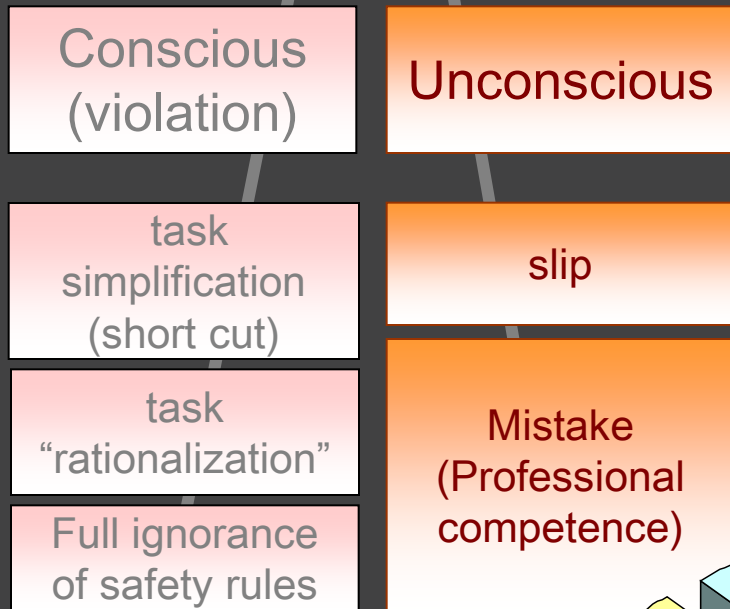 Conscious
(violation)
Unconscious
task
simplification
(short cut)
slip
task
“rationalization”
Mistake
(Professional
competence)
Full ignorance
of safety rules